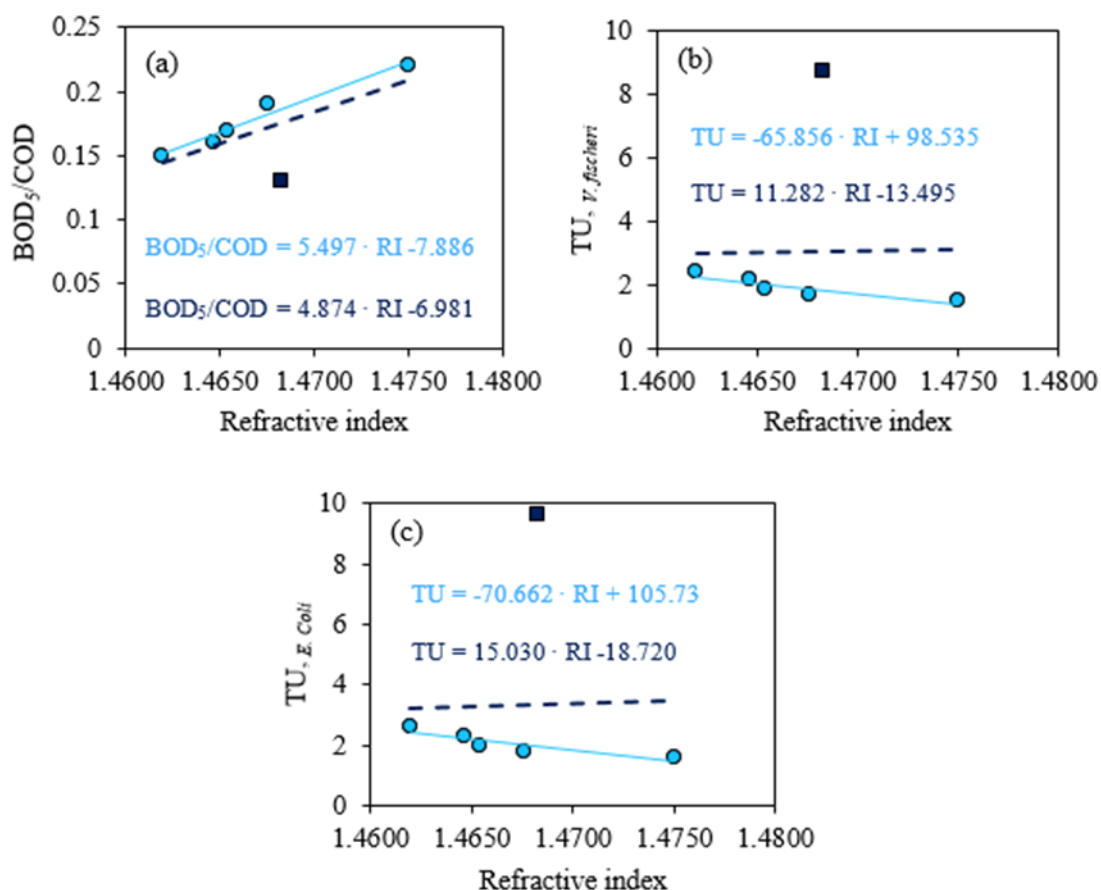 (a)
BOD₅/COD
0.25
0.2
0.15
0.1
0.05
0
BOD₅/COD = 5.497 · RI -7.886
BOD₅/COD = 4.874 · RI -6.981
1.4600 1.4650 1.4700 1.4750 1.4800
Refractive index
(b)
TU, V. fischeri
10
8
6
4
2
0
TU = -65.856 · RI + 98.535
TU = 11.282 · RI -13.495
1.4600 1.4650 1.4700 1.4750 1.4800
Refractive index
(c)
TU, E. Coli
10
8
6
4
2
0
TU = -70.662 · RI + 105.73
TU = 15.030 · RI -18.720
1.4600 1.4650 1.4700 1.4750 1.4800
Refractive index